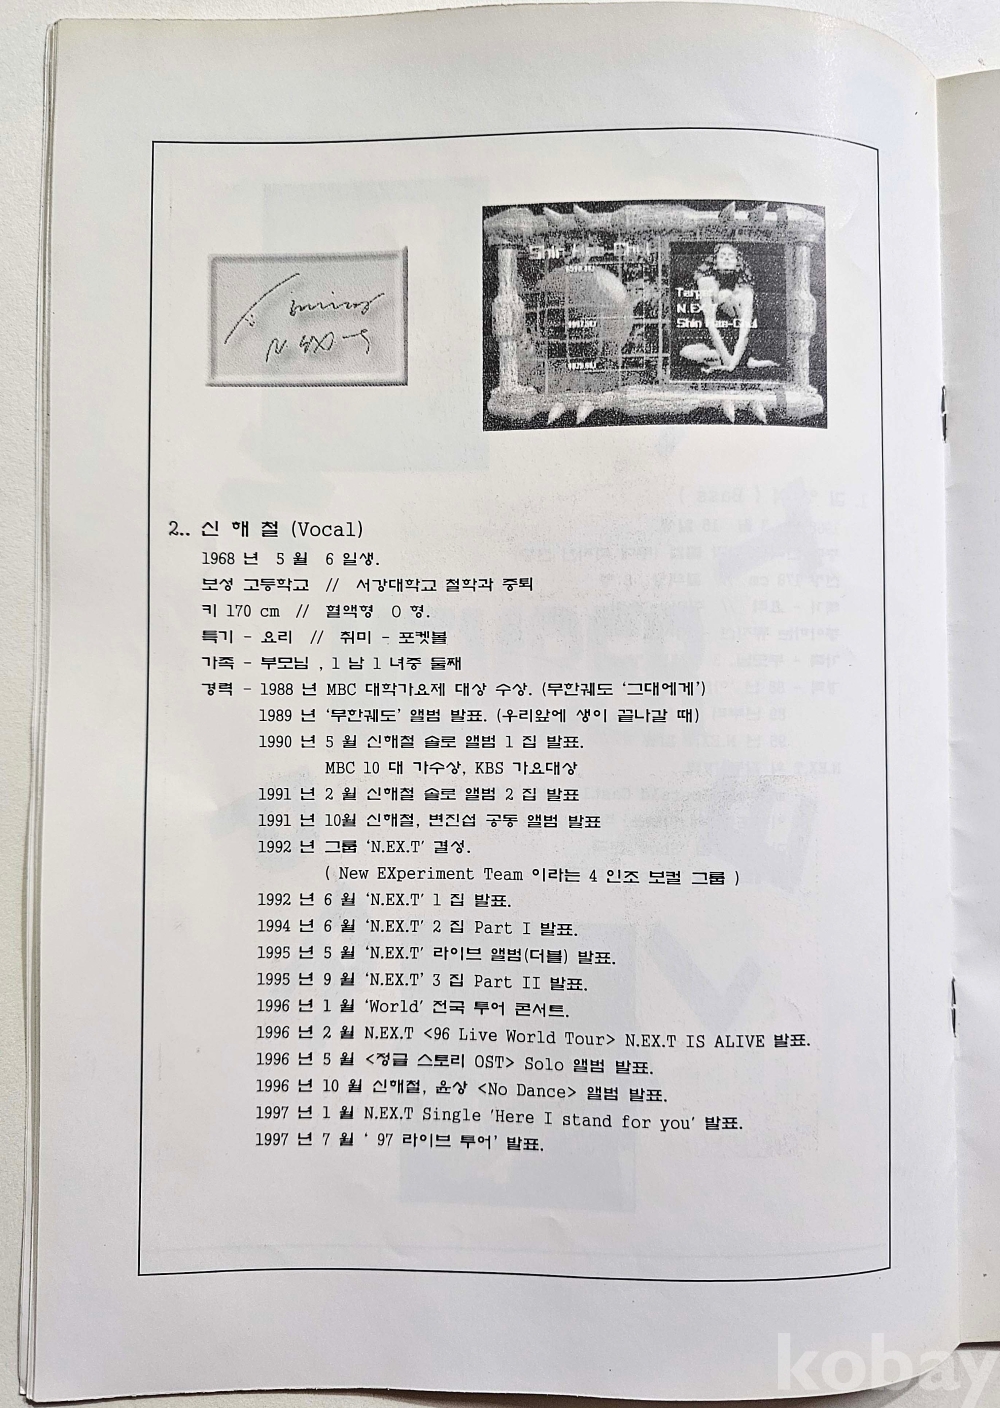 N.EX.T
Shin Hae-Chul
N.EX.T
Shin Hae-Chul
2.. 신 해 철 (Vocal)
1968 년 5 월 6 일생.
보성 고등학교 // 서강대학교 철학과 중퇴
키 170 cm // 혈액형 O 형.
특기 - 요리 // 취미 - 포켓볼
가족 - 부모님 , 1 남 1 녀중 둘째
경력 - 1988 년 MBC 대학가요제 대상 수상. (무한궤도 '그대에게')
1989 년 '무한궤도' 앨범 발표. (우리앞에 생이 끝나갈 때)
1990 년 5 월 신해철 솔로 앨범 1 집 발표.
MBC 10 대 가수상, KBS 가요대상
1991 년 2 월 신해철 솔로 앨범 2 집 발표
1991 년 10월 신해철, 변진섭 공동 앨범 발표
1992 년 그룹 'N.EX.T' 결성.
( New EXperiment Team 이라는 4 인조 보컬 그룹 )
1992 년 6 월 'N.EX.T' 1 집 발표.
1994 년 6 월 'N.EX.T' 2 집 Part I 발표.
1995 년 5 월 'N.EX.T' 라이브 앨범(더블) 발표.
1995 년 9 월 'N.EX.T' 3 집 Part II 발표.
1996 년 1 월 'World' 전국 투어 콘서트.
1996 년 2 월 N.EX.T <96 Live World Tour> N.EX.T IS ALIVE 발표.
1996 년 5 월 <정글 스토리 OST> Solo 앨범 발표.
1996 년 10 월 신해철, 윤상 <No Dance> 앨범 발표.
1997 년 1 월 N.EX.T Single 'Here I stand for you' 발표.
1997 년 7 월 ' 97 라이브 투어' 발표.
kobay